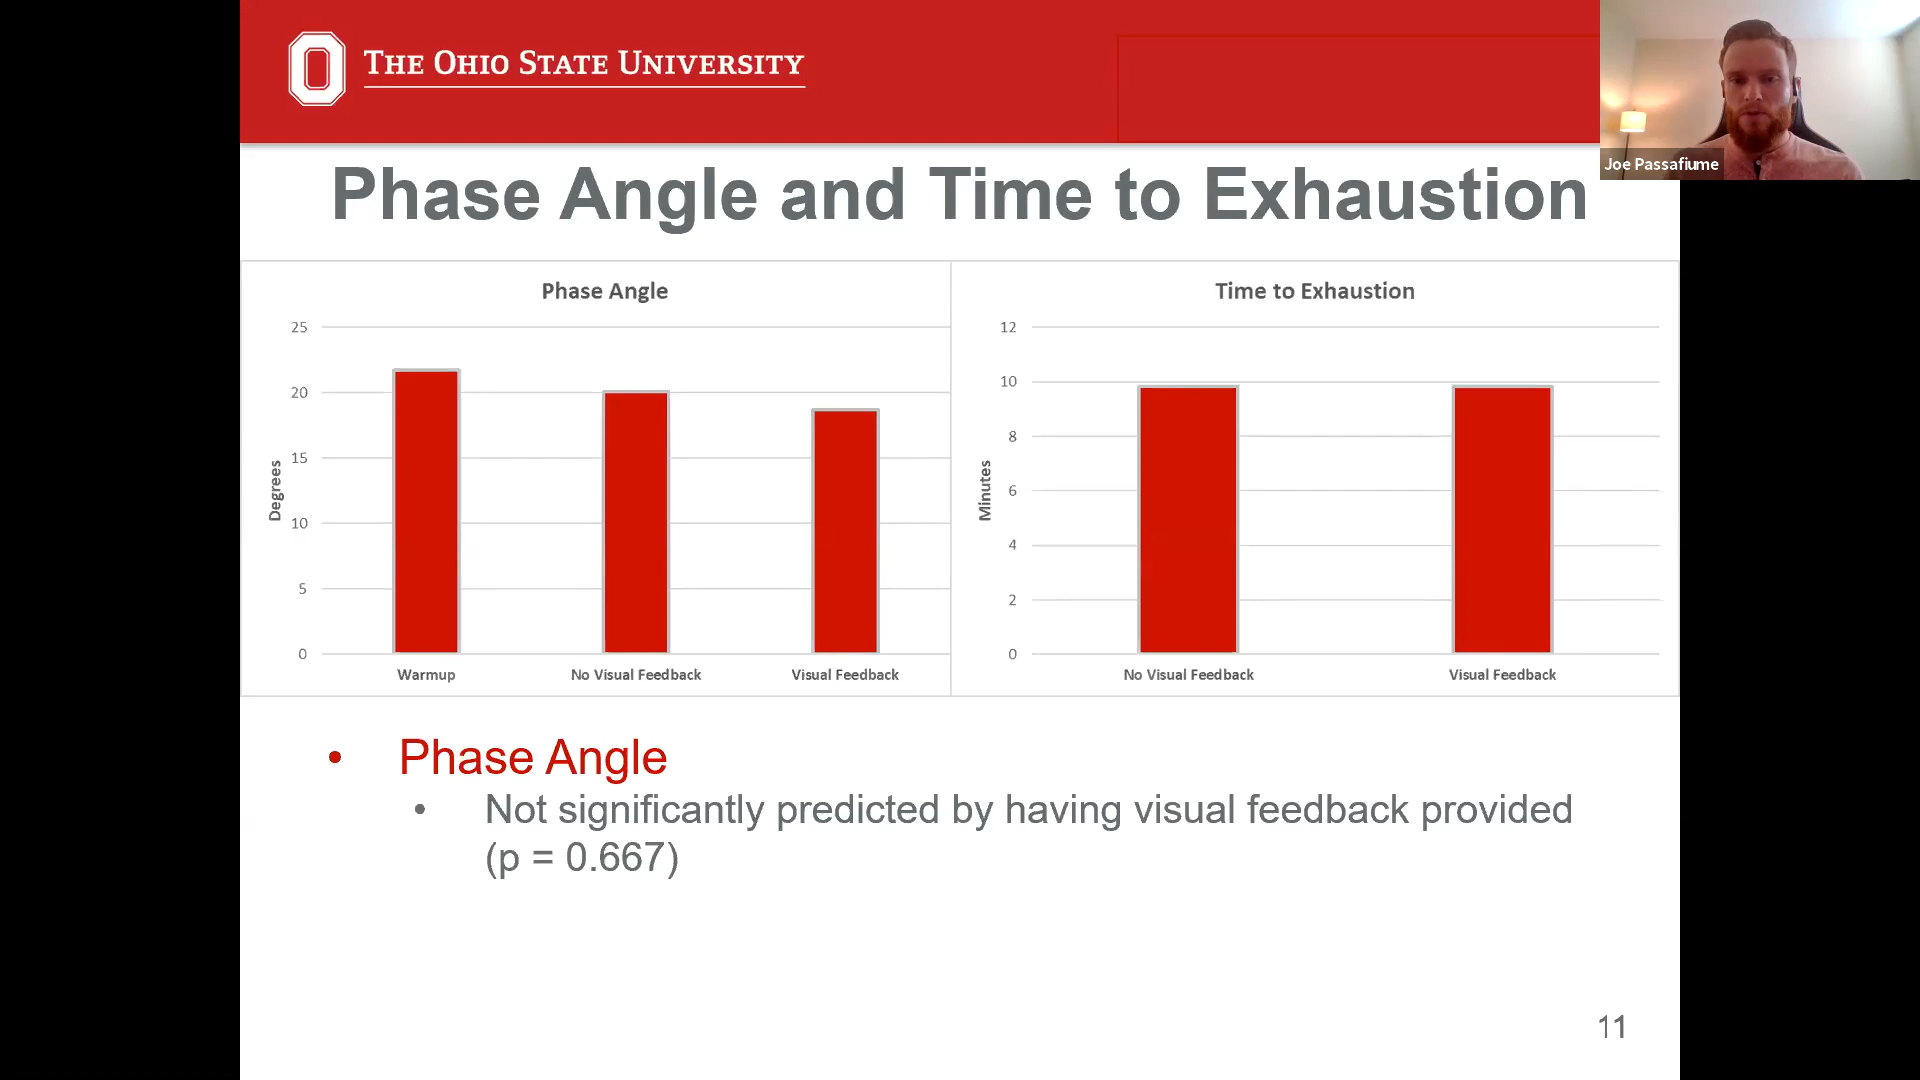 THE OHIO STATE UNIVERSITY
Joe Passafiume
Phase Angle and Time to Exhaustion
Phase Angle
25
20
15
10
5
0
Degrees
Warmup
No Visual Feedback
Visual Feedback
Time to Exhaustion
12
10
8
6
4
2
0
Minutes
No Visual Feedback
Visual Feedback
• Phase Angle
• Not significantly predicted by having visual feedback provided
(p = 0.667)
11